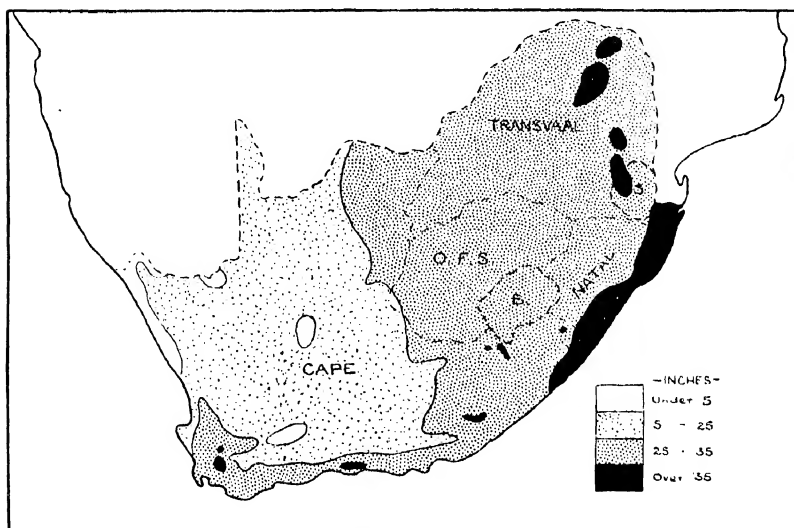 TRANSVAAL
S.
O.F.S.
B.
NATAL
CAPE
-INCHES-
Under 5
5 - 25
25 - 35
Over 35